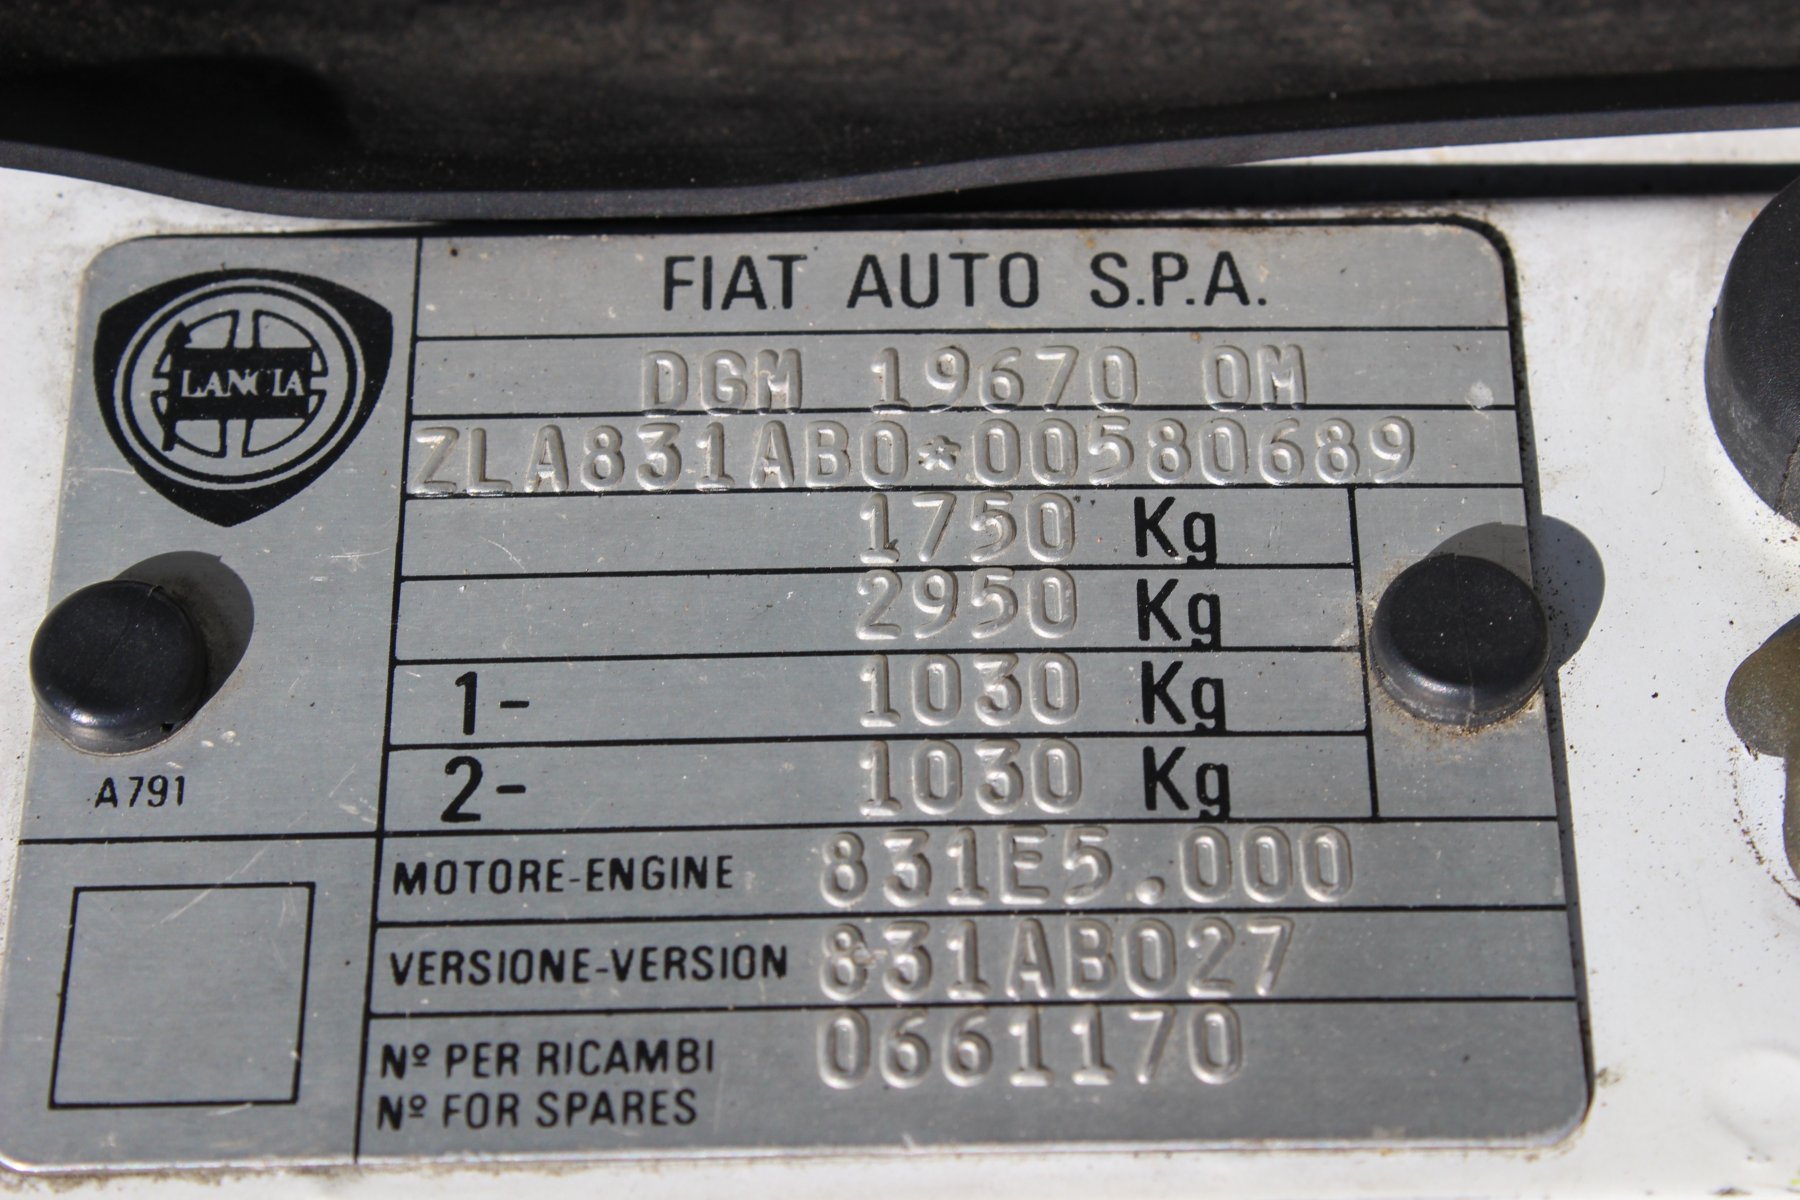 FIAT AUTO S.P.A.
LANCIA
DGM 19670 OM
ZLA831AB0*00580689
1750 Kg
2950 Kg
1- 1030 Kg
2- 1030 Kg
A791
MOTORE-ENGINE 831E5.000
VERSIONE-VERSION 831AB027
Nº PER RICAMBI 0661170
Nº FOR SPARES